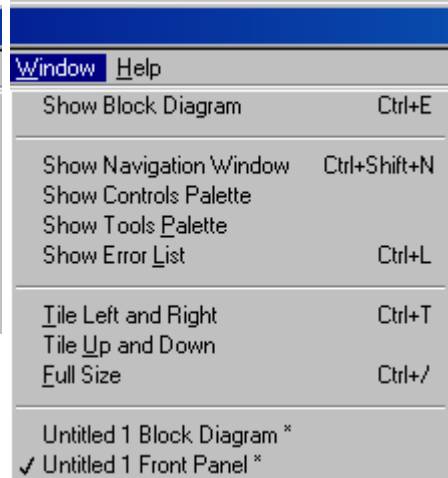 Window Help
Show Block Diagram Ctrl+E
Show Navigation Window Ctrl+Shift+N
Show Controls Palette
Show Tools Palette
Show Error List Ctrl+L
Tile Left and Right Ctrl+T
Tile Up and Down
Full Size Ctrl+/
Untitled 1 Block Diagram *
✓ Untitled 1 Front Panel *